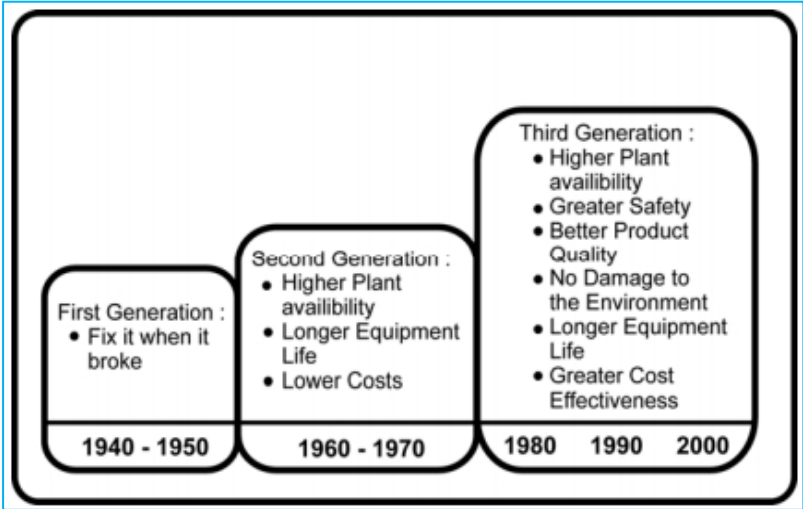 First Generation :
• Fix it when it
broke
1940 - 1950
Second Generation :
• Higher Plant
availibility
• Longer Equipment
Life
• Lower Costs
1960 - 1970
Third Generation :
• Higher Plant
availibility
• Greater Safety
• Better Product
Quality
• No Damage to
the Environment
• Longer Equipment
Life
• Greater Cost
Effectiveness
1980 1990 2000